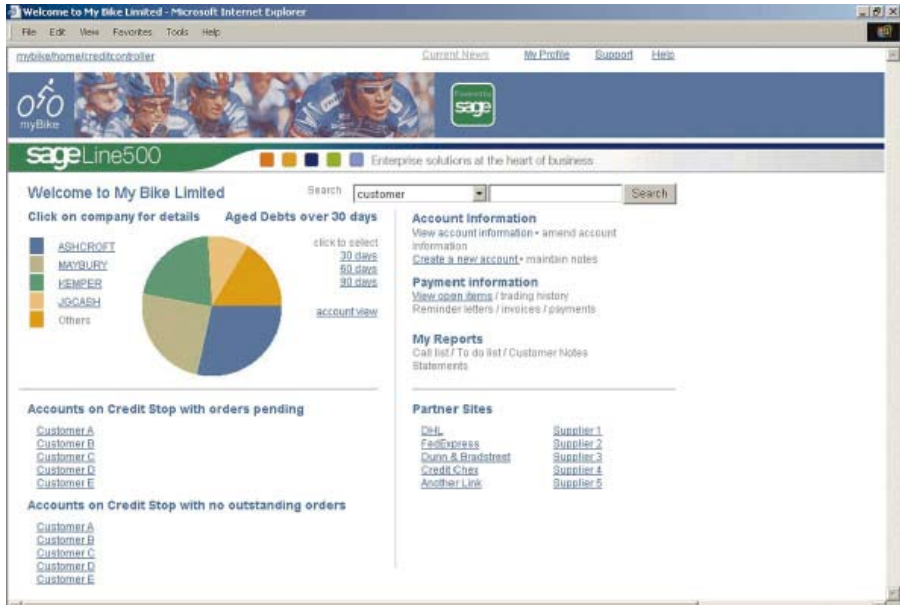 Welcome to My Bike Limited - Microsoft Internet Explorer
File Edit View Favorites Tools Help
mybike/home/creditcontroller
Current News My Profile Support Help
myBike
Powered by
sage
sageLine500
Enterprise solutions at the heart of business
Welcome to My Bike Limited
Search customer Search
Click on company for details Aged Debts over 30 days
ASHCROFT
MAYBURY
KEMPER
JGCASH
Others
click to select
30 days
60 days
90 days
account view
Account Information
View account information • amend account
information
Create a new account • maintain notes
Payment information
View open items / trading history
Reminder letters / invoices / payments
My Reports
Call list / To do list / Customer Notes
Statements
Accounts on Credit Stop with orders pending
Customer A
Customer B
Customer C
Customer D
Customer E
Accounts on Credit Stop with no outstanding orders
Customer A
Customer B
Customer C
Customer D
Customer E
Partner Sites
DHL
FedExpress
Dunn & Bradstreet
Credit Chex
Another Link
Supplier 1
Supplier 2
Supplier 3
Supplier 4
Supplier 5